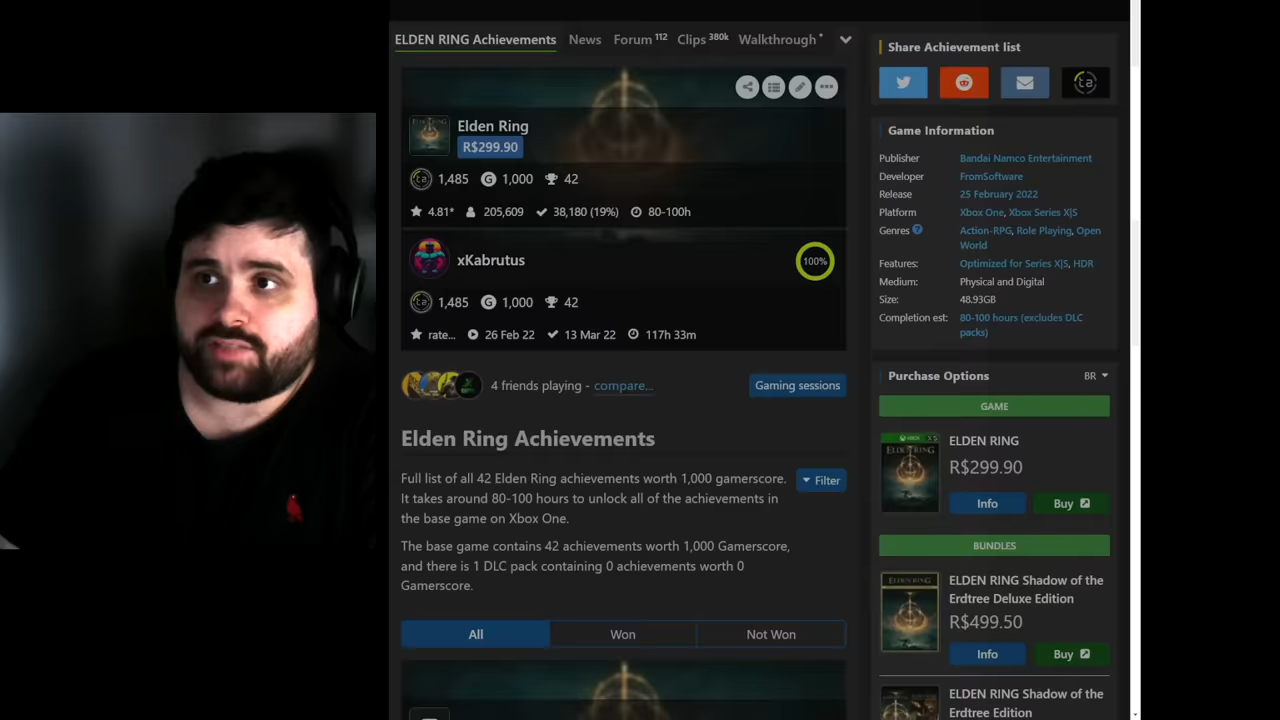 ELDEN RING Achievements News Forum 112 Clips 380k Walkthrough *
Elden Ring
R$299.90
1,485 1,000 42
4.81* 205,609 38,180 (19%) 80-100h
xKabrutus
100%
1,485 1,000 42
rate... 26 Feb 22 13 Mar 22 117h 33m
4 friends playing - compare... Gaming sessions
Elden Ring Achievements
Full list of all 42 Elden Ring achievements worth 1,000 gamerscore.
It takes around 80-100 hours to unlock all of the achievements in
the base game on Xbox One.
Filter
The base game contains 42 achievements worth 1,000 Gamerscore,
and there is 1 DLC pack containing 0 achievements worth 0
Gamerscore.
All Won Not Won
Share Achievement list
Game Information
Publisher Bandai Namco Entertainment
Developer FromSoftware
Release 25 February 2022
Platform Xbox One, Xbox Series X|S
Genres ? Action-RPG, Role Playing, Open
World
Features: Optimized for Series X|S, HDR
Medium: Physical and Digital
Size: 48.93GB
Completion est: 80-100 hours (excludes DLC
packs)
Purchase Options BR
GAME
ELDEN RING
R$299.90
Info Buy
BUNDLES
ELDEN RING Shadow of the
Erdtree Deluxe Edition
R$499.50
Info Buy
ELDEN RING Shadow of the
Erdtree Edition